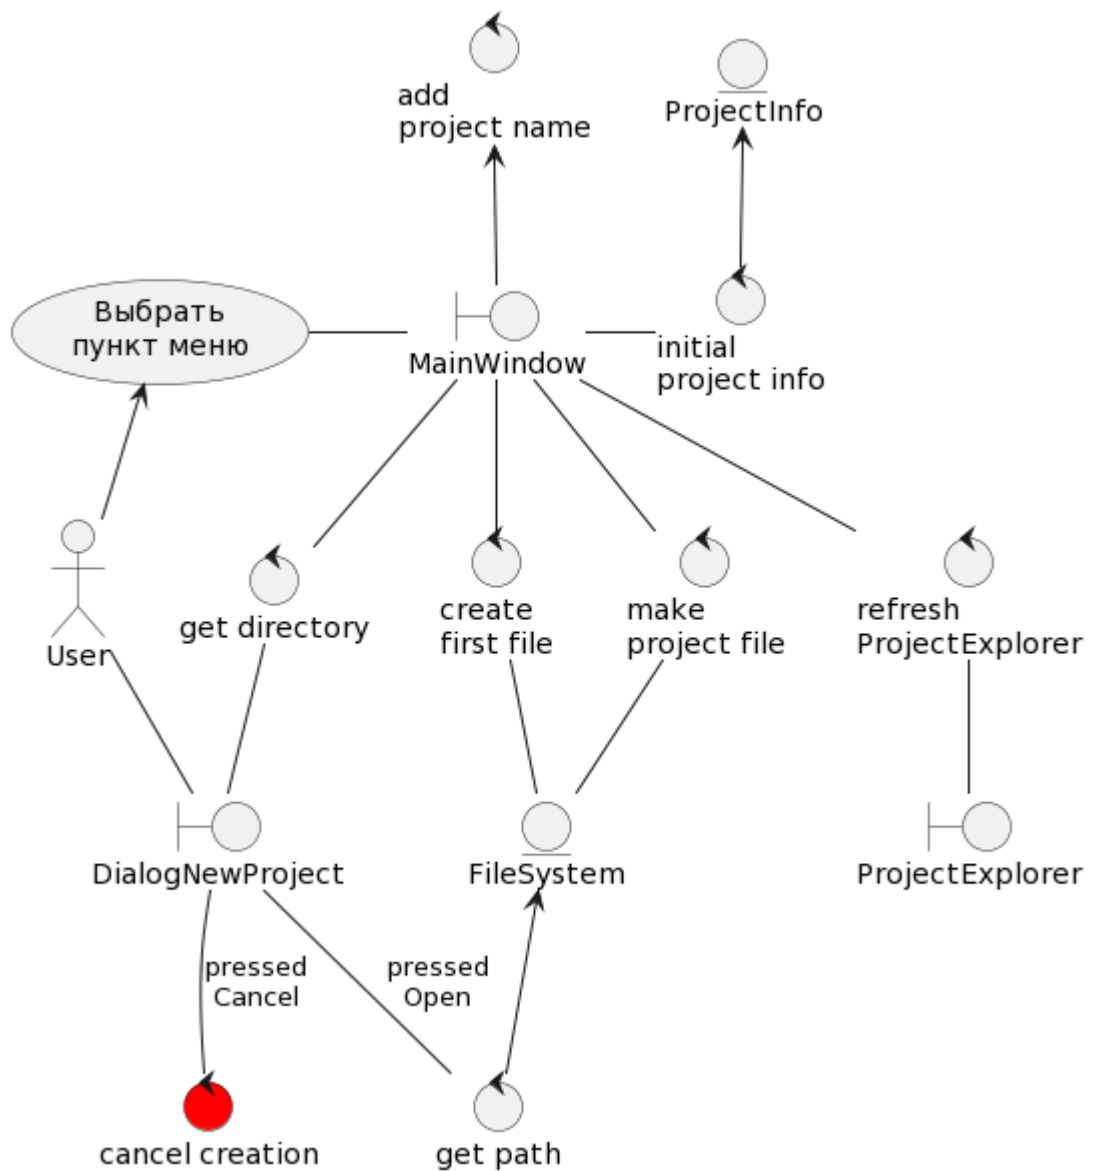 add
project name
ProjectInfo
Выбрать
пункт меню
MainWindow
initial
project info
User
get directory
create
first file
make
project file
refresh
ProjectExplorer
DialogNewProject
FileSystem
ProjectExplorer
pressed
Cancel
pressed
Open
cancel creation
get path